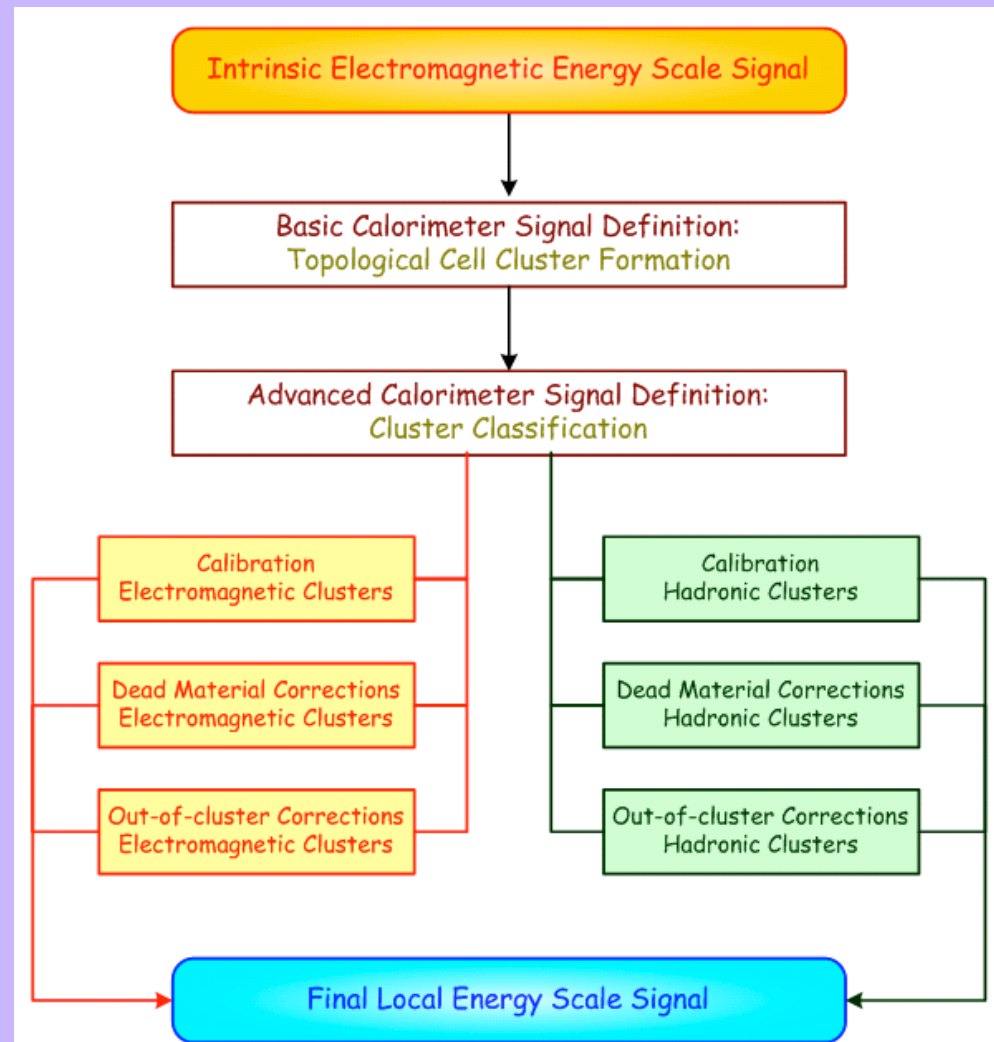 Intrinsic Electromagnetic Energy Scale Signal
Basic Calorimeter Signal Definition:
Topological Cell Cluster Formation
Advanced Calorimeter Signal Definition:
Cluster Classification
Calibration
Electromagnetic Clusters
Dead Material Corrections
Electromagnetic Clusters
Out-of-cluster Corrections
Electromagnetic Clusters
Calibration
Hadronic Clusters
Dead Material Corrections
Hadronic Clusters
Out-of-cluster Corrections
Hadronic Clusters
Final Local Energy Scale Signal